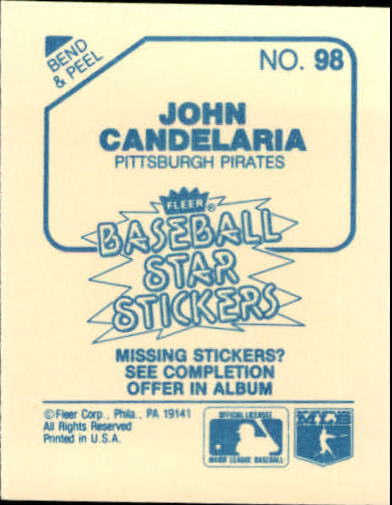 BEND
& PEEL
NO. 98
JOHN
CANDELARIA
PITTSBURGH PIRATES
FLEER®
BASEBALL
STAR
STICKERS
MISSING STICKERS?
SEE COMPLETION
OFFER IN ALBUM
©Fleer Corp., Phila., PA 19141
All Rights Reserved
Printed in U.S.A.
OFFICIAL LICENSEE
MAJOR LEAGUE BASEBALL
MLB